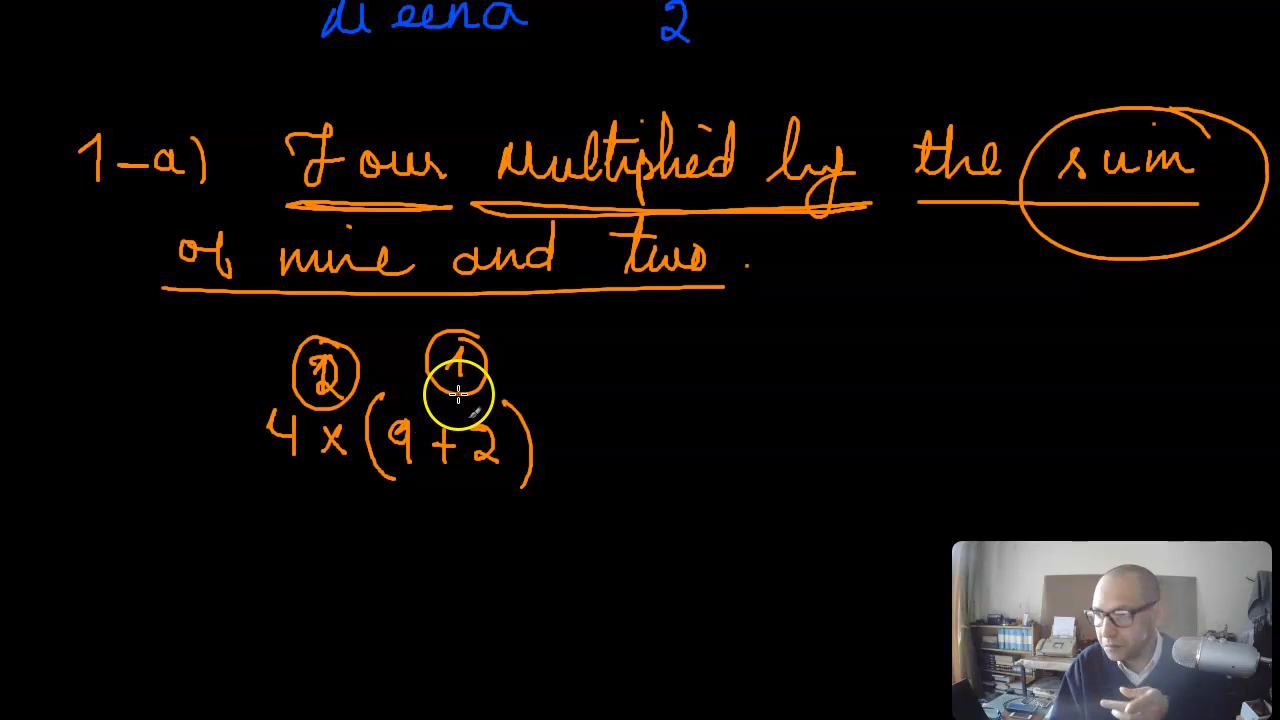 2
1-a) Four multiplied by the sum
of nine and two.
2 1
4 x (9 + 2)